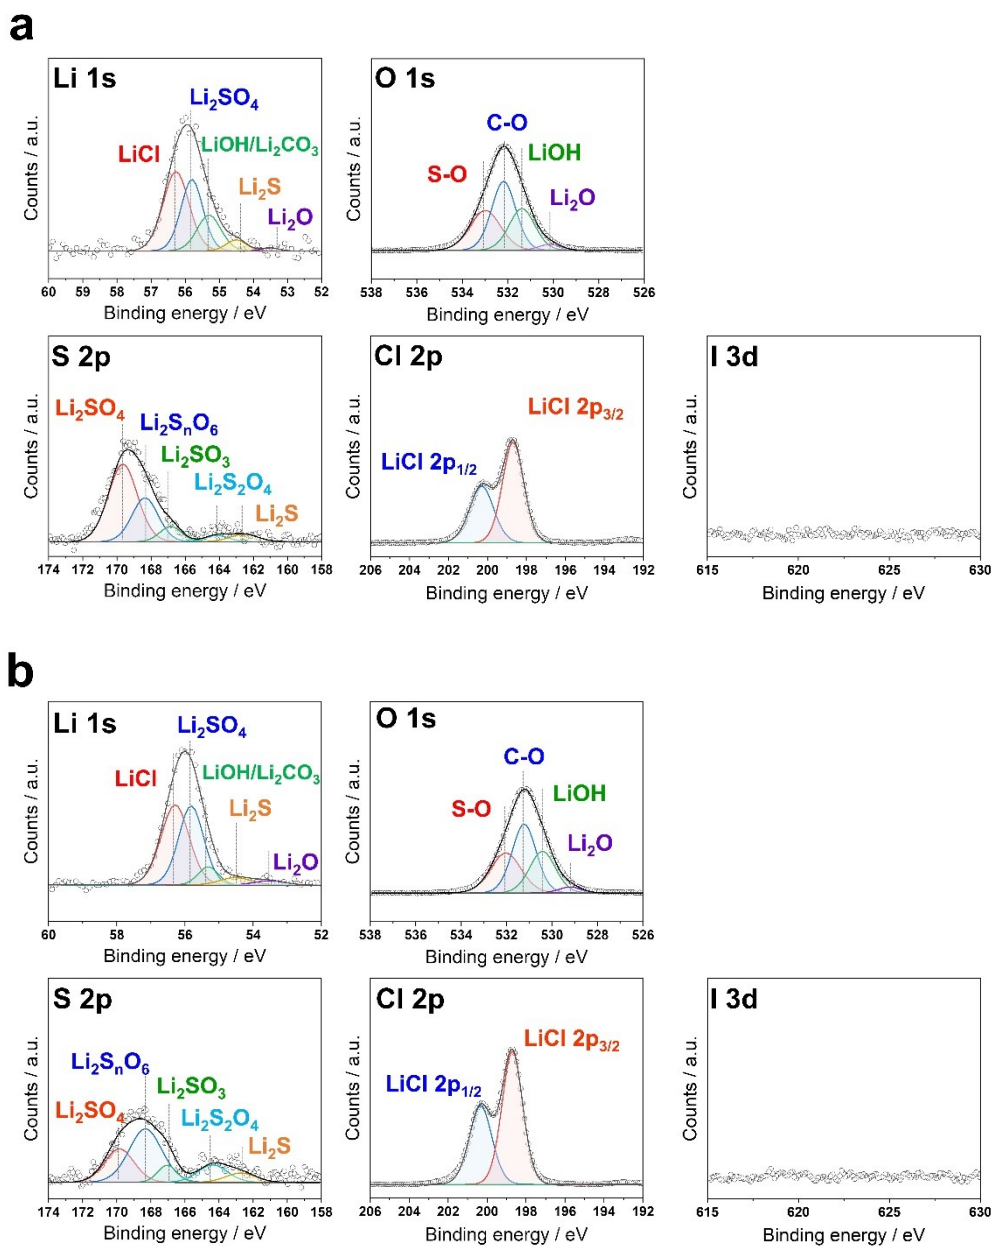 a
Li 1s
Li₂SO₄
LiOH/Li₂CO₃
LiCl
Li₂S
Li₂O
Counts / a.u.
60 59 58 57 56 55 54 53 52
Binding energy / eV
O 1s
C-O
LiOH
S-O
Li₂O
Counts / a.u.
538 536 534 532 530 528 526
Binding energy / eV
S 2p
Li₂SO₄
Li₂SₙO₆
Li₂SO₃
Li₂S₂O₄
Li₂S
Counts / a.u.
174 172 170 168 166 164 162 160 158
Binding energy / eV
Cl 2p
LiCl 2p₃/₂
LiCl 2p₁/₂
Counts / a.u.
206 204 202 200 198 196 194 192
Binding energy / eV
I 3d
Counts / a.u.
615 620 625 630
Binding energy / eV
b
Li 1s
Li₂SO₄
LiCl
LiOH/Li₂CO₃
Li₂S
Li₂O
Counts / a.u.
60 58 56 54 52
Binding energy / eV
O 1s
C-O
LiOH
S-O
Li₂O
Counts / a.u.
538 536 534 532 530 528 526
Binding energy / eV
S 2p
Li₂SₙO₆
Li₂SO₃
Li₂SO₄
Li₂S₂O₄
Li₂S
Counts / a.u.
174 172 170 168 166 164 162 160 158
Binding energy / eV
Cl 2p
LiCl 2p₃/₂
LiCl 2p₁/₂
Counts / a.u.
206 204 202 200 198 196 194 192
Binding energy / eV
I 3d
Counts / a.u.
615 620 625 630
Binding energy / eV